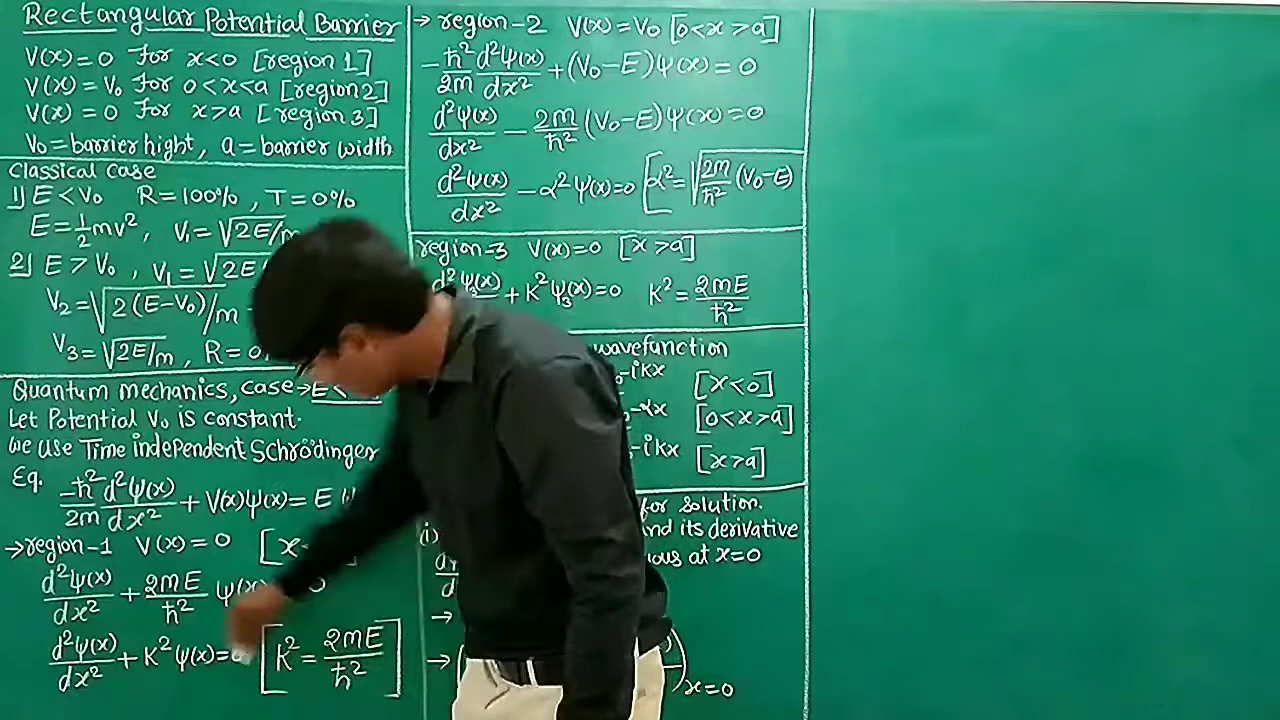 Rectangular Potential Barrier
V(x) = 0 For x<0 [region 1]
V(x) = V₀ For 0<x<a [region2]
V(x) = 0 For x>a [region 3]
V₀ = barrier hight, a = barrier width
Classical Case
1) E < V₀ R = 100%, T = 0%
E = 1/2 mv², V₁ = √2E/m
2) E > V₀, V₁ = √2E
V₂ = √2(E-V₀)/m
V₃ = √2E/m, R = 0
Quantum mechanics, case → E<
Let Potential V₀ is constant.
we use Time independent Schrödinger
Eq. -ħ²/2m d²ψ(x)/dx² + V(x)ψ(x) = E
→ region-1 V(x) = 0 [x
d²ψ(x)/dx² + 2mE/ħ² ψ(x) 0
d²ψ(x)/dx² + K²ψ(x) = 0 [K² = 2mE/ħ²]
→ region-2 V(x) = V₀ [0<x>a]
-ħ²/2m d²ψ(x)/dx² + (V₀-E)ψ(x) = 0
d²ψ(x)/dx² - 2m/ħ² (V₀-E)ψ(x) = 0
d²ψ(x)/dx² - α²ψ(x) = 0 [α² = √2m/ħ² (V₀-E)
region-3 V(x) = 0 [x>a]
d²ψ₃(x) + K²ψ₃(x) = 0 K² = 2mE/ħ²
wavefunction
-ikx [x<0]
-αx [0<x>a]
-ikx [x>a]
for solution.
and its derivative
(i) at x=0
→
→ ( )x=0